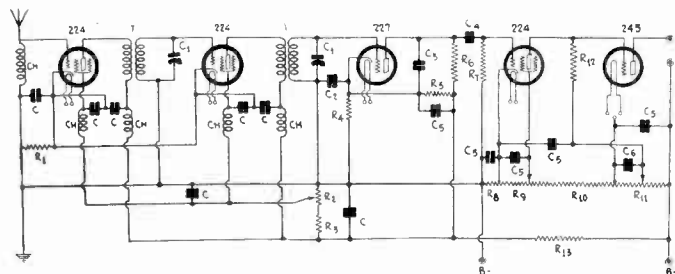 224 T 224 T 227 C4 224 245
C1 C1 C3 R6 R7 R12
CH
C C C C C C C2 R4 R5 C5 C5
CH CH CH CH
R1 C5 C5 C5 C6
C R2 R8 R9 R10 R11
R3 C
R13
B- B+